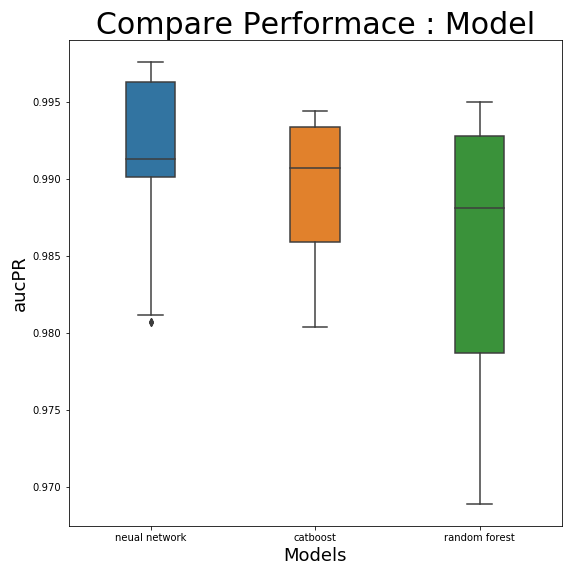 Compare Performace : Model
0.995
0.990
0.985
0.980
0.975
0.970
aucPR
neual network
catboost
random forest
Models